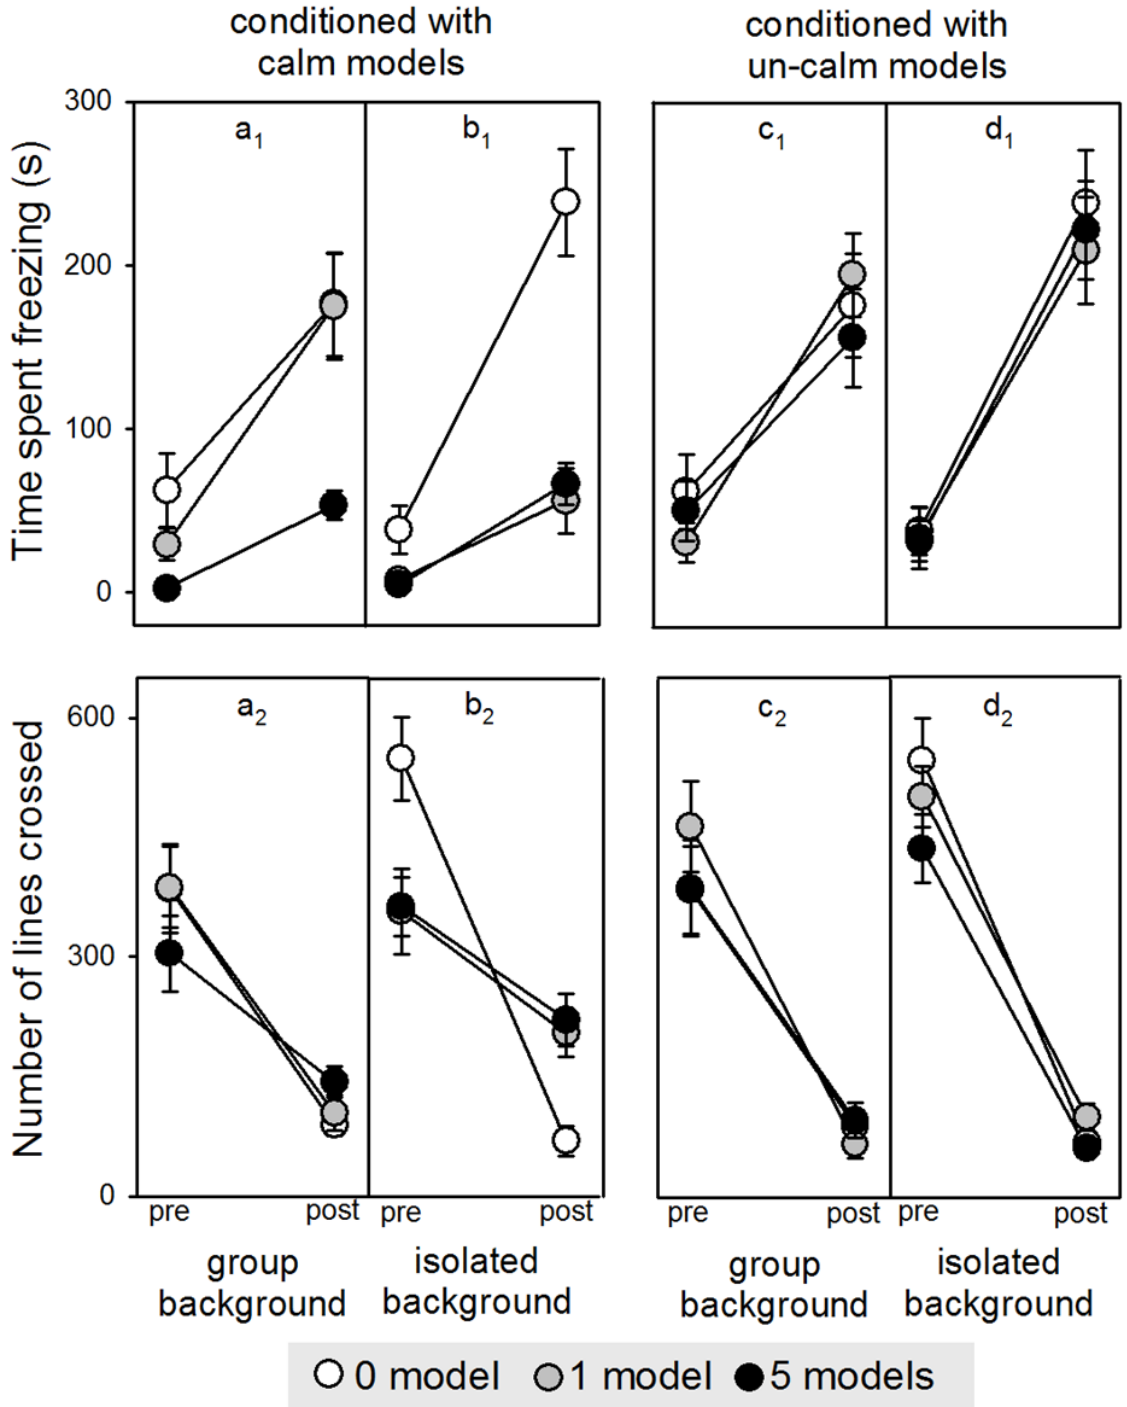 conditioned with
calm models
conditioned with
un-calm models
Time spent freezing (s)
300
200
100
0
a1
b1
c1
d1
Number of lines crossed
600
300
0
a2
b2
c2
d2
pre
post
pre
post
pre
post
pre
post
group
background
isolated
background
group
background
isolated
background
0 model
1 model
5 models